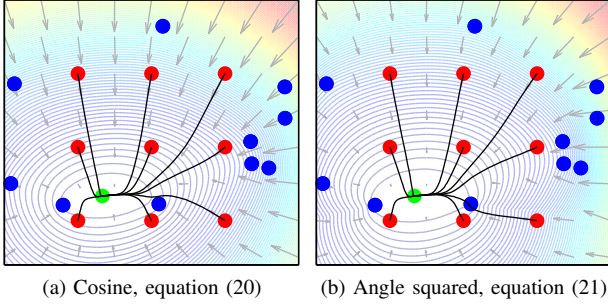 (a) Cosine, equation (20)
(b) Angle squared, equation (21)